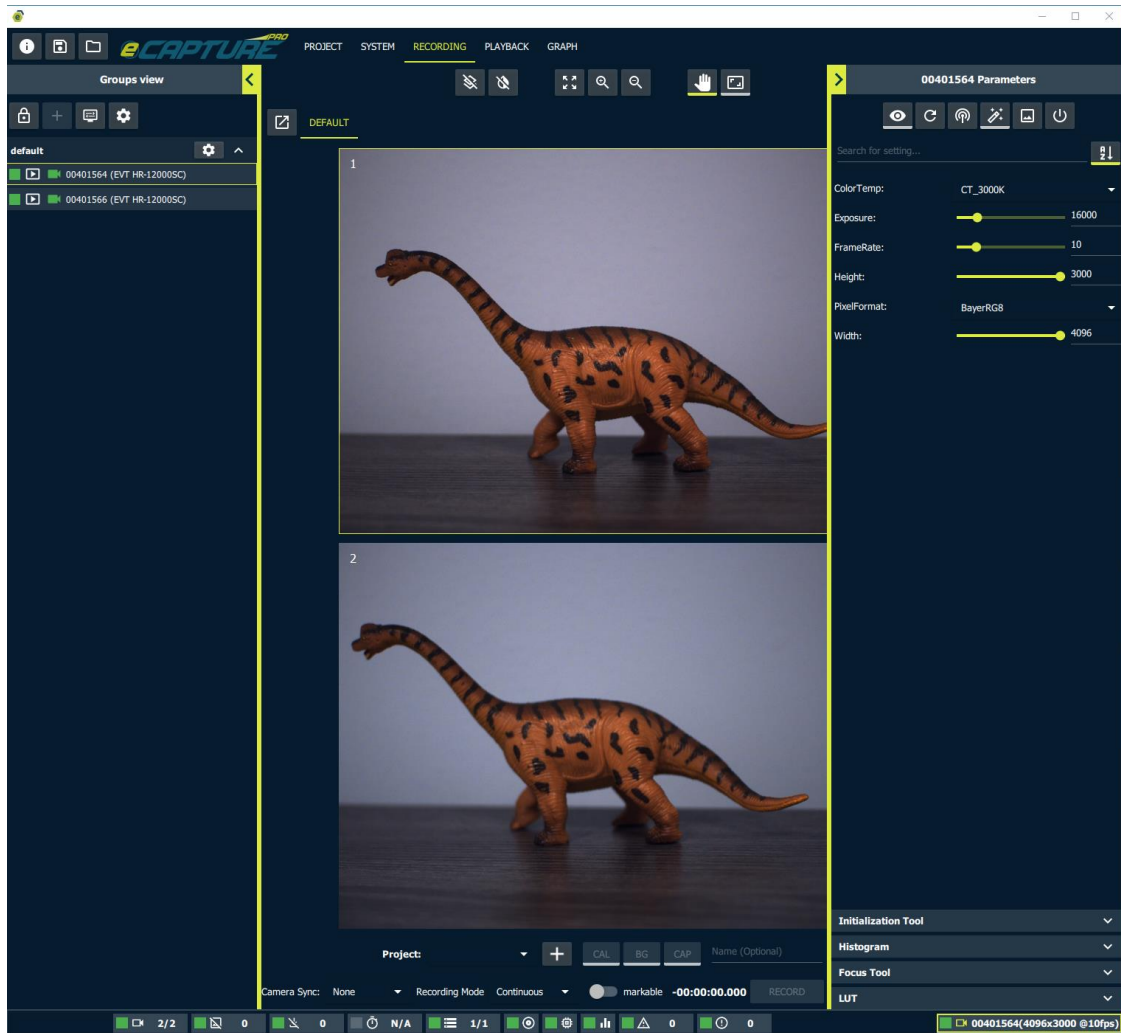 eCAPTURE PRO
PROJECT SYSTEM RECORDING PLAYBACK GRAPH
Groups view
00401564 Parameters
DEFAULT
default
Search for setting...
AZ
00401564 (EVT HR-12000SC)
00401566 (EVT HR-12000SC)
1
ColorTemp: CT_3000K
Exposure: 16000
FrameRate: 10
Height: 3000
PixelFormat: BayerRG8
Width: 4096
2
Initialization Tool
Histogram
Focus Tool
LUT
Project: CAL BG CAP Name (Optional)
Camera Sync: None Recording Mode Continuous markable -00:00:00.000 RECORD
2/2 0 0 N/A 1/1 0 0 00401564(4096x3000 @10fps)